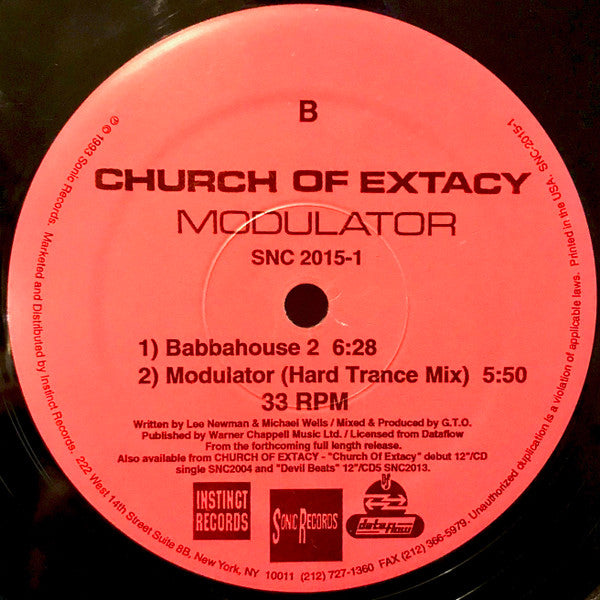 B
CHURCH OF EXTACY
MODULATOR
SNC 2015-1
1) Babbahouse 2 6:28
2) Modulator (Hard Trance Mix) 5:50
33 RPM
Written by Lee Newman & Michael Wells / Mixed & Produced by G.T.O.
Published by Warner Chappell Music Ltd. / Licensed from Dataflow
From the forthcoming full length release.
Also available from CHURCH OF EXTACY - "Church Of Extacy" debut 12"/CD
single SNC2004 and "Devil Beats" 12"/CD5 SNC2013.
INSTINCT
RECORDS
SONIC RECORDS
dataflow
℗ © 1993 Sonic Records. Marketed and Distributed by Instinct Records, 222 West 14th Street Suite 8B, New York, NY 10011 (212) 727-1360 FAX (212) 366-5979. Unauthorized duplication is a violation of applicable laws. Printed in the USA. SNC-2015-1